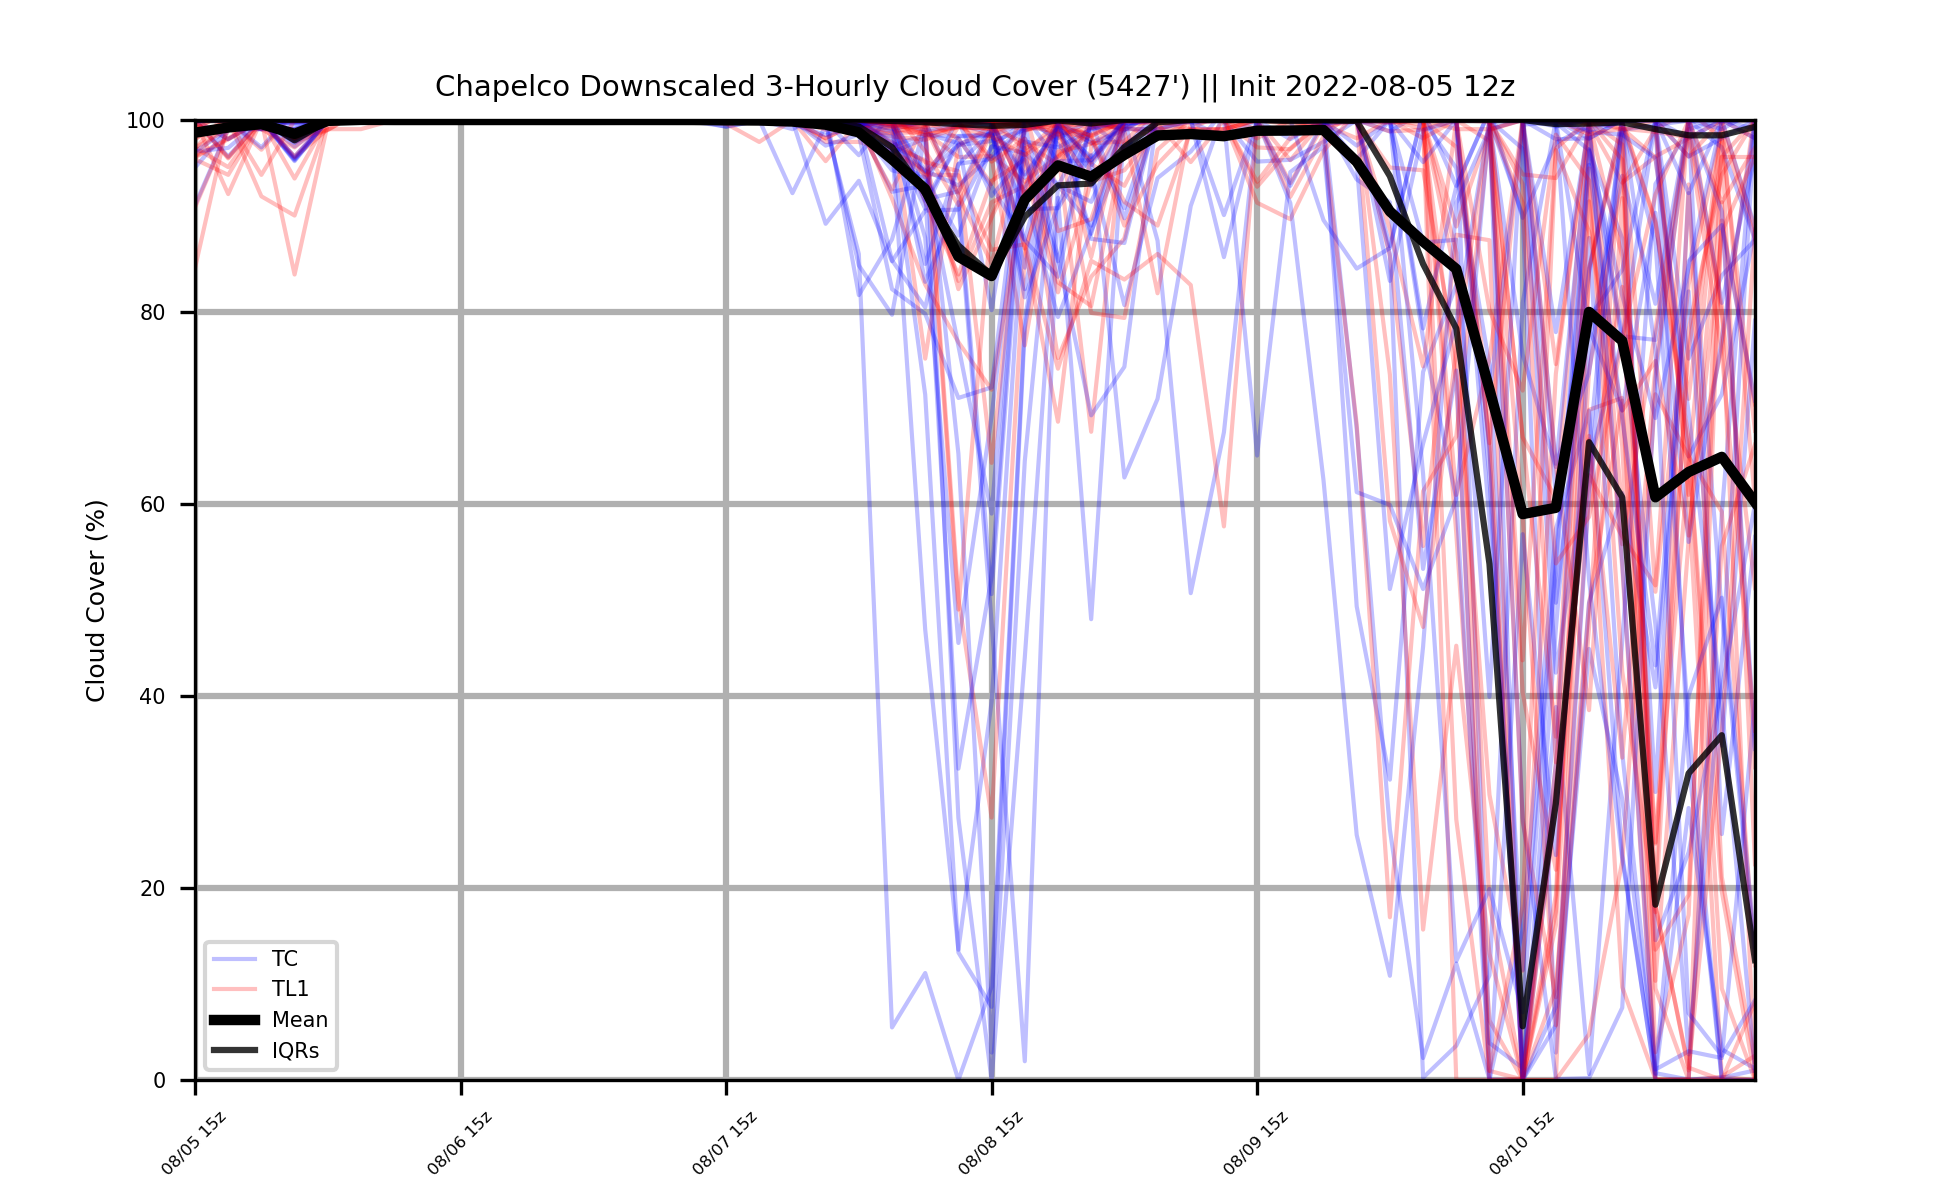 Chapelco Downscaled 3-Hourly Cloud Cover (5427') || Init 2022-08-05 12z
Cloud Cover (%)
100
80
60
40
20
0
TC
TL1
Mean
IQRs
08/05 15z
08/06 15z
08/07 15z
08/08 15z
08/09 15z
08/10 15z